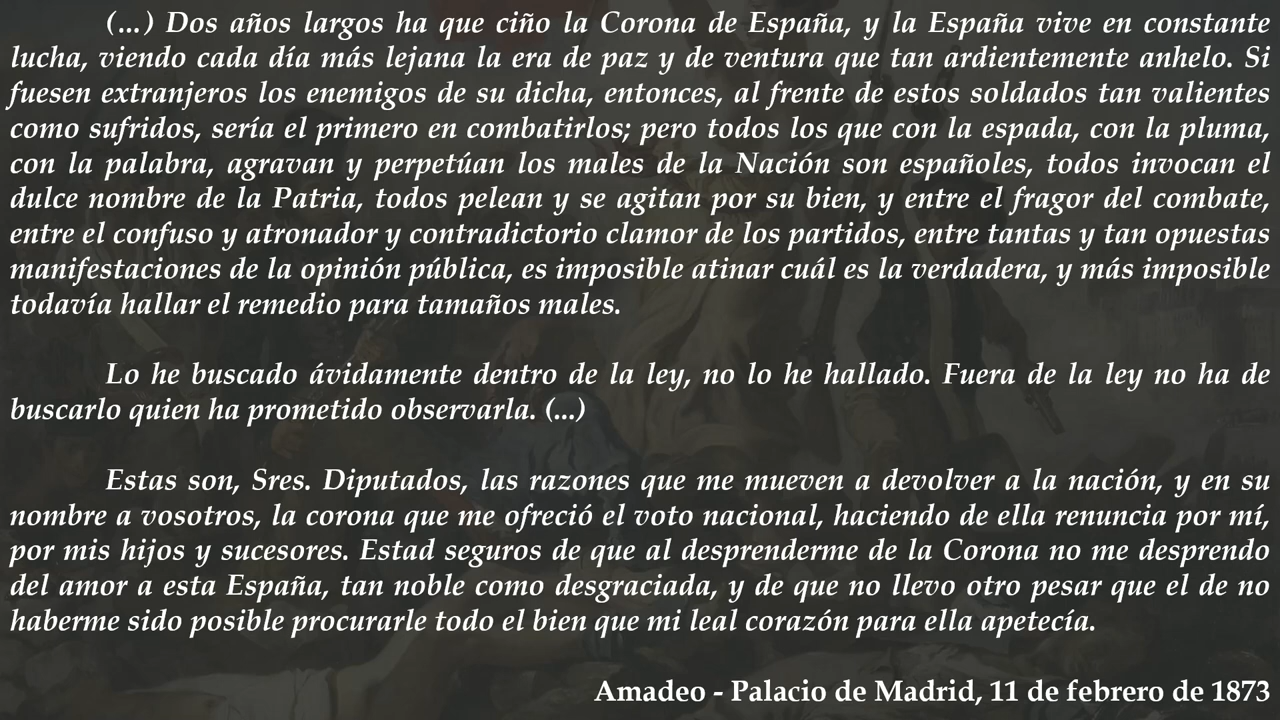 (...) Dos años largos ha que ciño la Corona de España, y la España vive en constante
lucha, viendo cada día más lejana la era de paz y de ventura que tan ardientemente anhelo. Si
fuesen extranjeros los enemigos de su dicha, entonces, al frente de estos soldados tan valientes
como sufridos, sería el primero en combatirlos; pero todos los que con la espada, con la pluma,
con la palabra, agravan y perpetúan los males de la Nación son españoles, todos invocan el
dulce nombre de la Patria, todos pelean y se agitan por su bien, y entre el fragor del combate,
entre el confuso y atronador y contradictorio clamor de los partidos, entre tantas y tan opuestas
manifestaciones de la opinión pública, es imposible atinar cuál es la verdadera, y más imposible
todavía hallar el remedio para tamaños males.
Lo he buscado ávidamente dentro de la ley, no lo he hallado. Fuera de la ley no ha de
buscarlo quien ha prometido observarla. (...)
Estas son, Sres. Diputados, las razones que me mueven a devolver a la nación, y en su
nombre a vosotros, la corona que me ofreció el voto nacional, haciendo de ella renuncia por mí,
por mis hijos y sucesores. Estad seguros de que al desprenderme de la Corona no me desprendo
del amor a esta España, tan noble como desgraciada, y de que no llevo otro pesar que el de no
haberme sido posible procurarle todo el bien que mi leal corazón para ella apetecía.
Amadeo - Palacio de Madrid, 11 de febrero de 1873